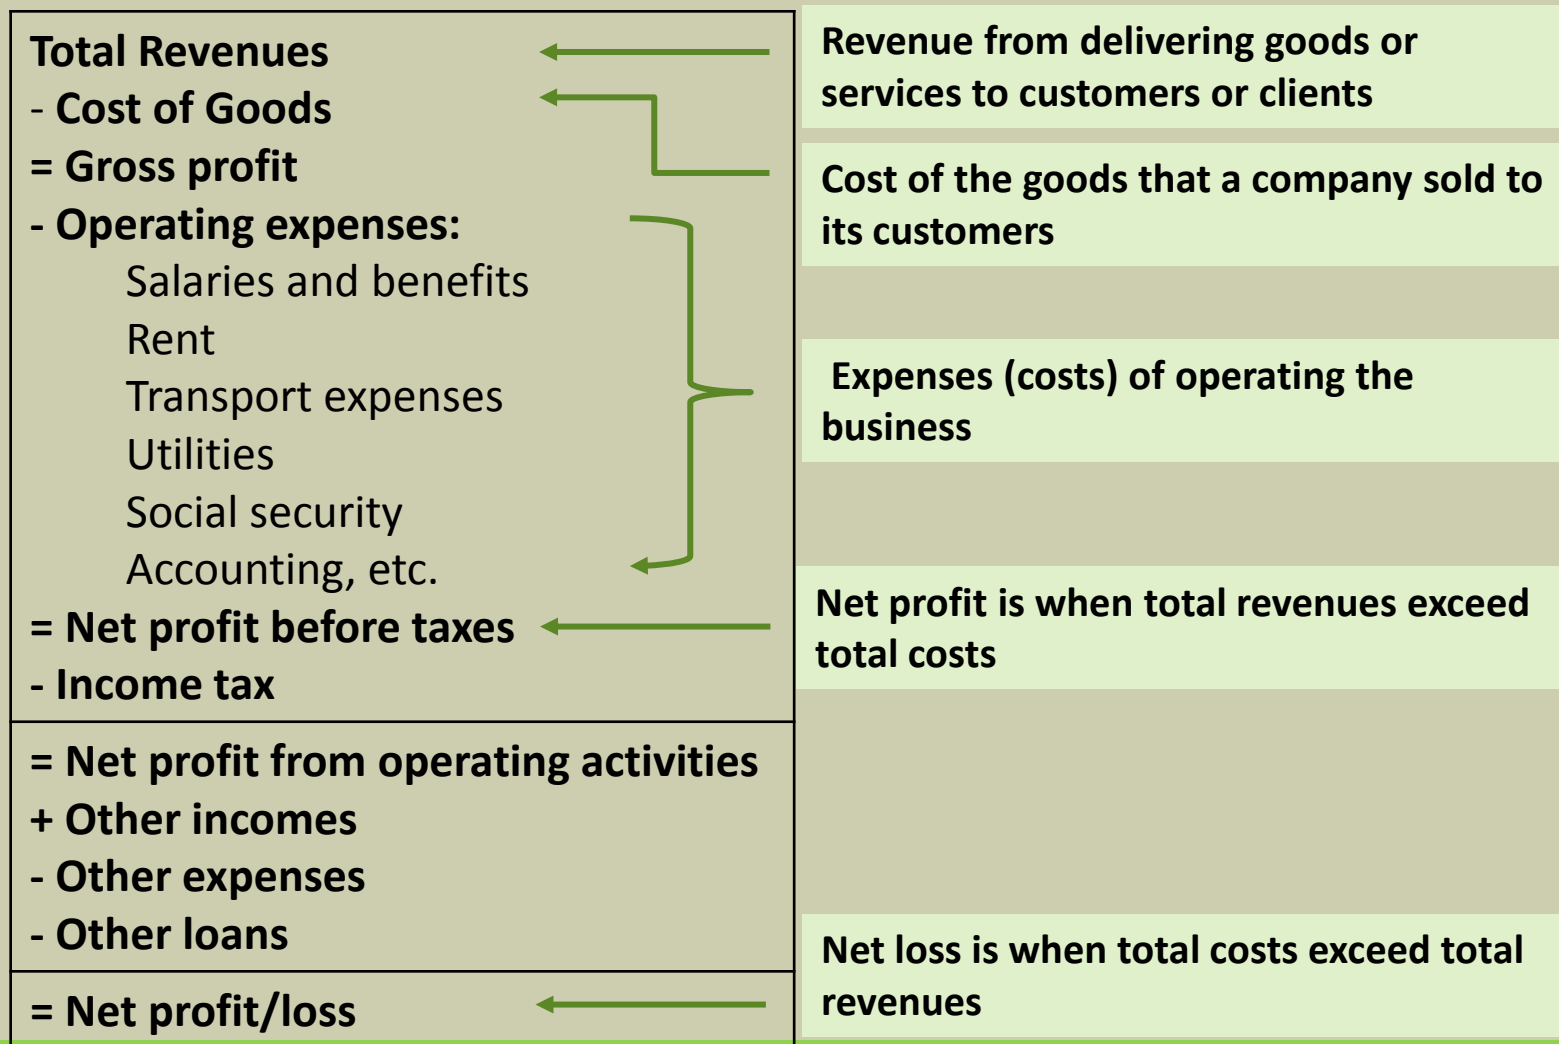 Total Revenues
- Cost of Goods
= Gross profit
- Operating expenses:
Salaries and benefits
Rent
Transport expenses
Utilities
Social security
Accounting, etc.
= Net profit before taxes
- Income tax
= Net profit from operating activities
+ Other incomes
- Other expenses
- Other loans
= Net profit/loss
Revenue from delivering goods or
services to customers or clients
Cost of the goods that a company sold to
its customers
Expenses (costs) of operating the
business
Net profit is when total revenues exceed
total costs
Net loss is when total costs exceed total
revenues